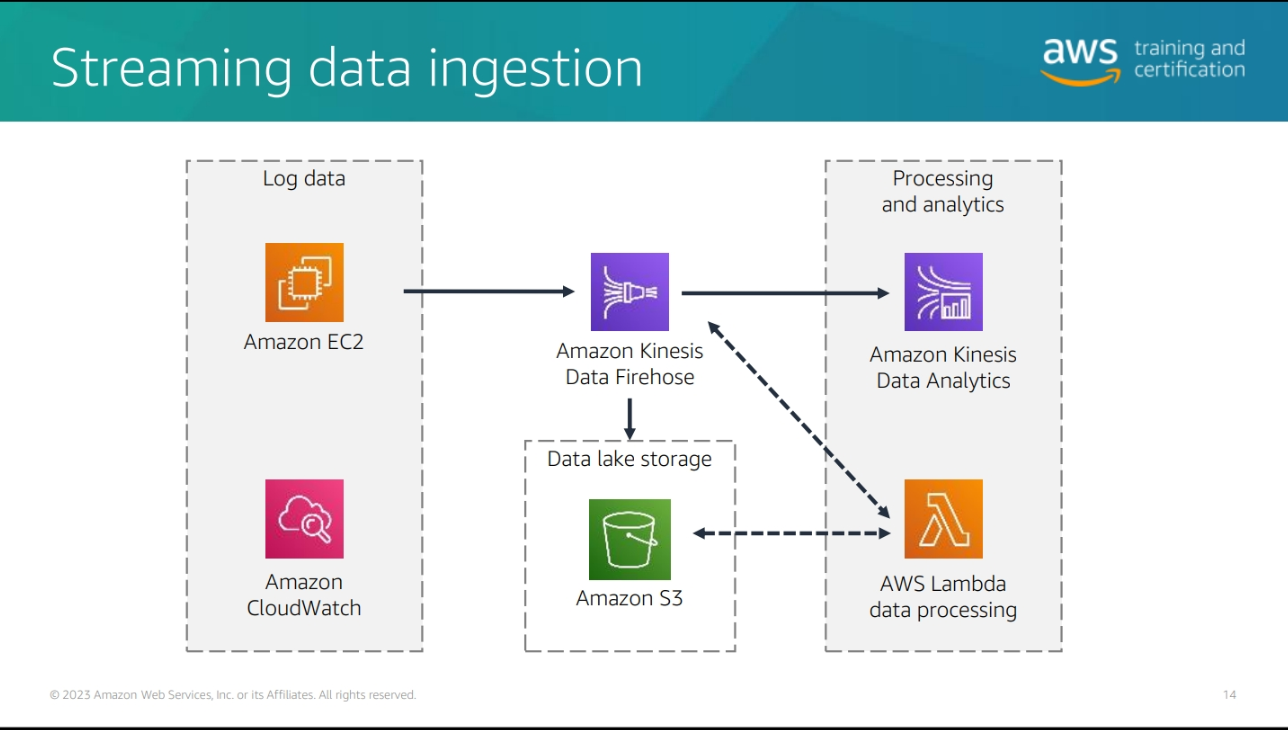 Streaming data ingestion
aws
training and
certification
Log data
Amazon EC2
Amazon
CloudWatch
Amazon Kinesis
Data Firehose
Data lake storage
Amazon S3
Processing
and analytics
Amazon Kinesis
Data Analytics
AWS Lambda
data processing
© 2023 Amazon Web Services, Inc. or its Affiliates. All rights reserved.
14